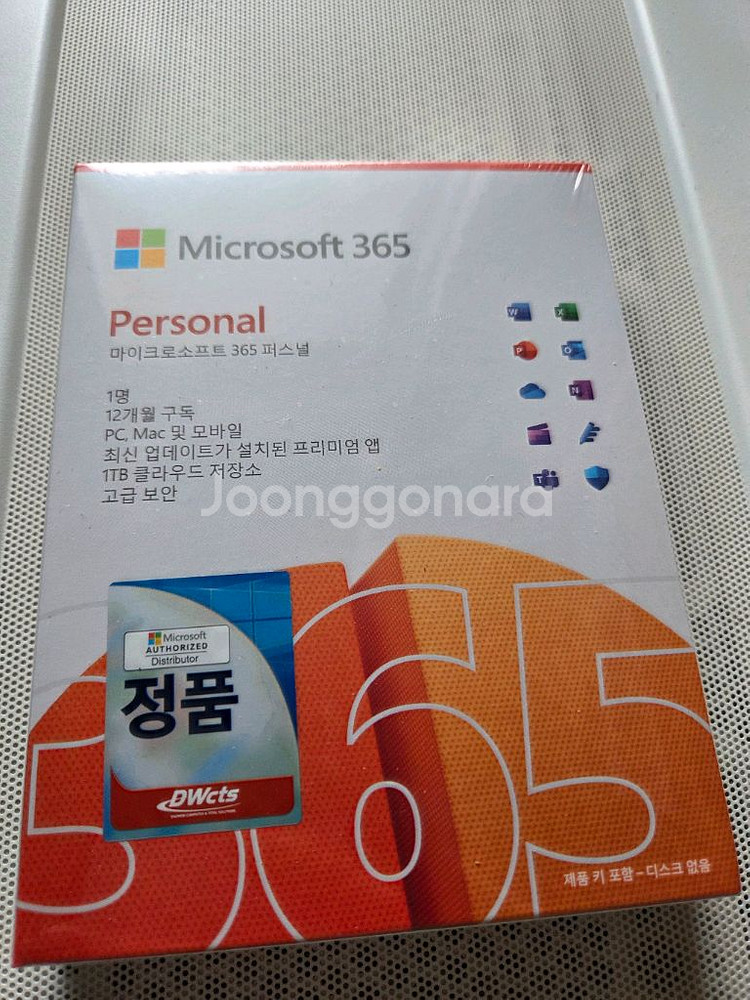 Microsoft 365
Personal
마이크로소프트 365 퍼스널
1명
12개월 구독
PC, Mac 및 모바일
최신 업데이트가 설치된 프리미엄 앱
1TB 클라우드 저장소
고급 보안
W
X
P
O
N
T
Joonggonara
Microsoft
AUTHORIZED
Distributor
정품
DWcts
365
제품 키 포함 – 디스크 없음